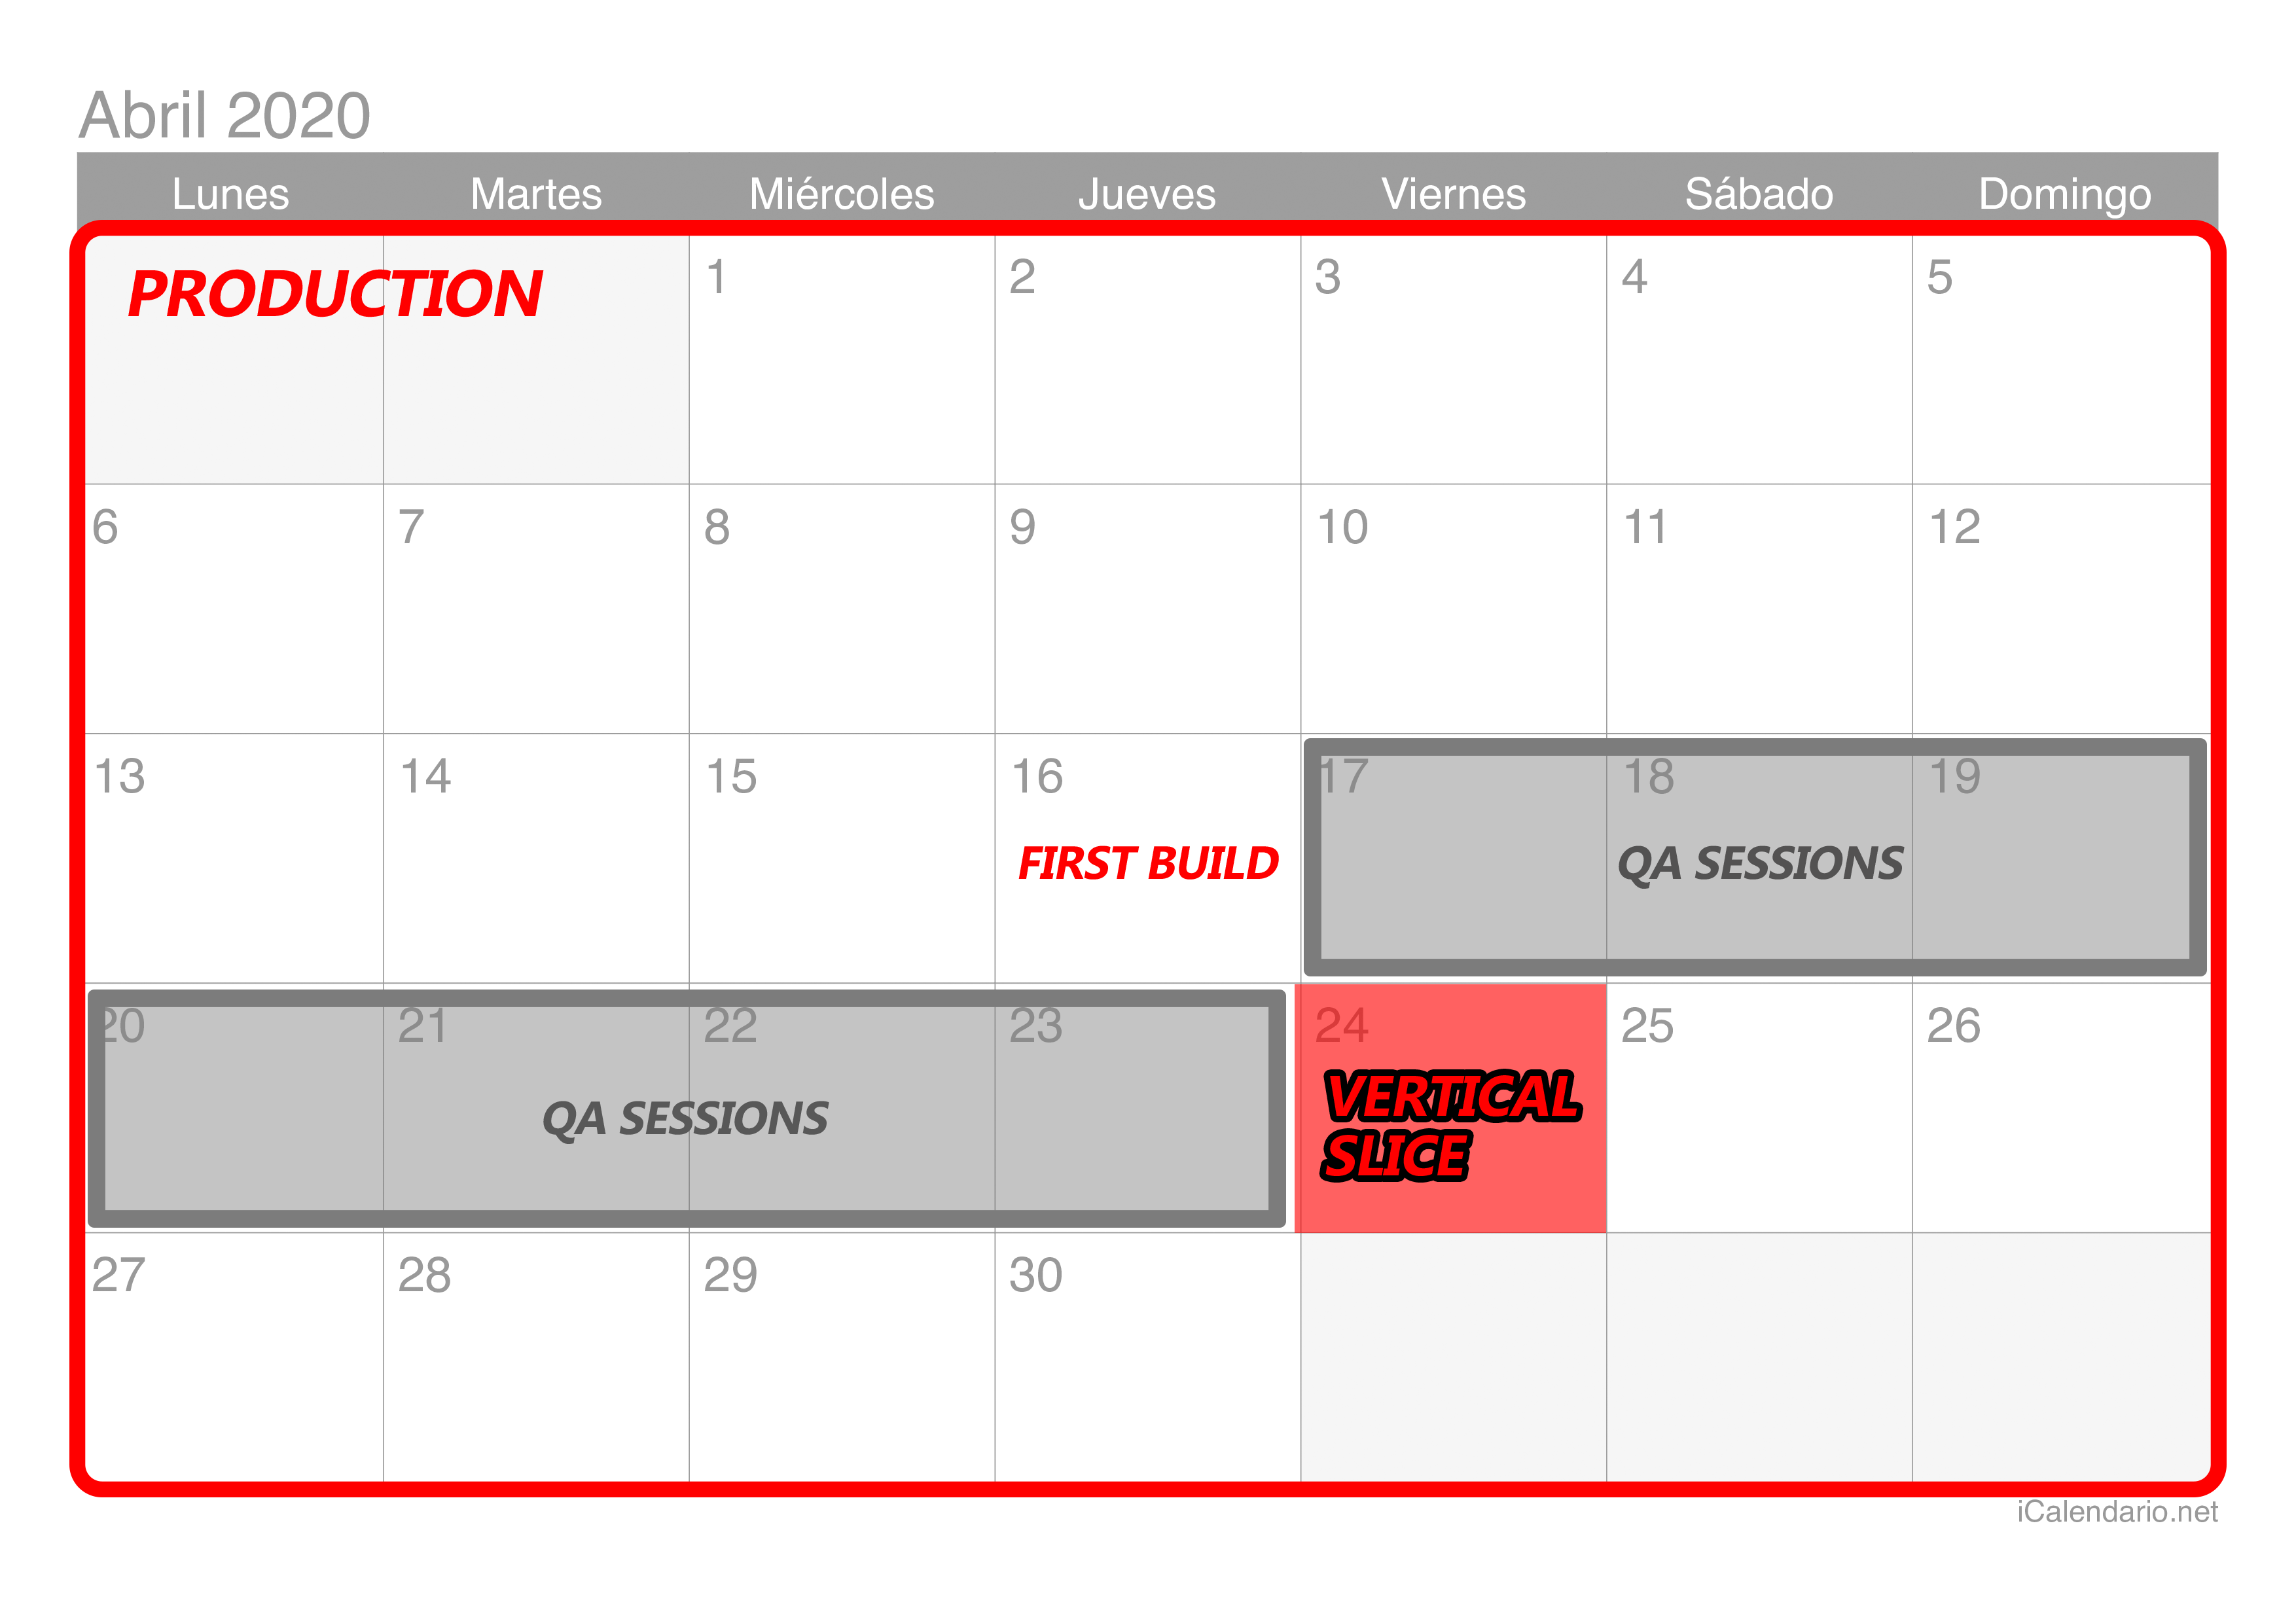 Abril 2020
Lunes Martes Miércoles Jueves Viernes Sábado Domingo
PRODUCTION 1 2 3 4 5
6 7 8 9 10 11 12
13 14 15 16 17 18 19
FIRST BUILD QA SESSIONS
20 21 22 23 24 25 26
QA SESSIONS VERTICAL
SLICE
27 28 29 30
iCalendario.net